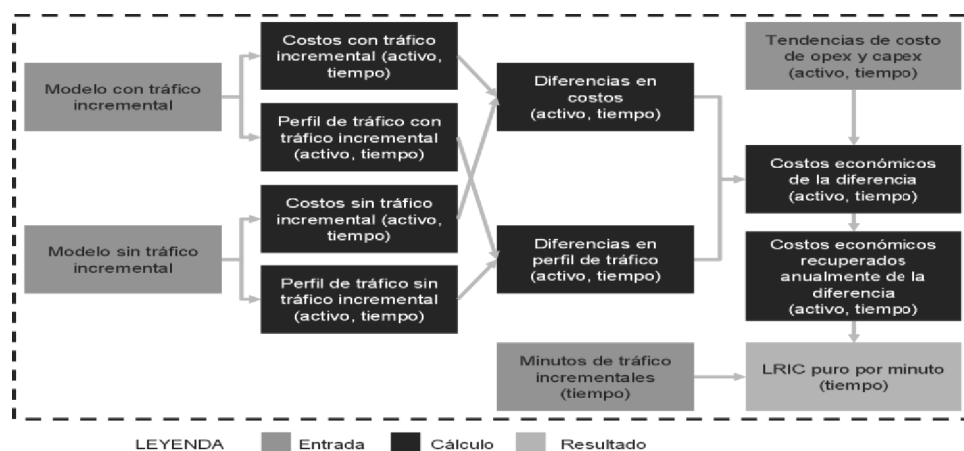 Modelo con tráfico
incremental
Modelo sin tráfico
incremental
Costos con tráfico
incremental (activo,
tiempo)
Perfil de tráfico con
tráfico incremental
(activo, tiempo)
Costos sin tráfico
incremental (activo,
tiempo)
Perfil de tráfico sin
tráfico incremental
(activo, tiempo)
Diferencias en
costos
(activo, tiempo)
Diferencias en
perfil de tráfico
(activo, tiempo)
Minutos de tráfico
incrementales
(tiempo)
Tendencias de costo
de opex y capex
(activo, tiempo)
Costos económicos
de la diferencia
(activo, tiempo)
Costos económicos
recuperados
anualmente de la
diferencia
(activo, tiempo)
LRIC puro por minuto
(tiempo)
LEYENDA
Entrada
Cálculo
Resultado